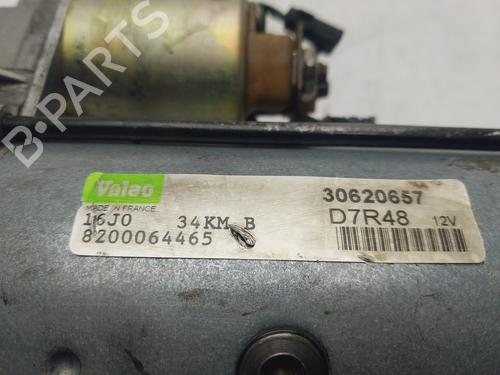 B-PARTS
Valeo
MADE IN FRANCE
16J0 34KM B
8200064465
30620657
D7R48 12V